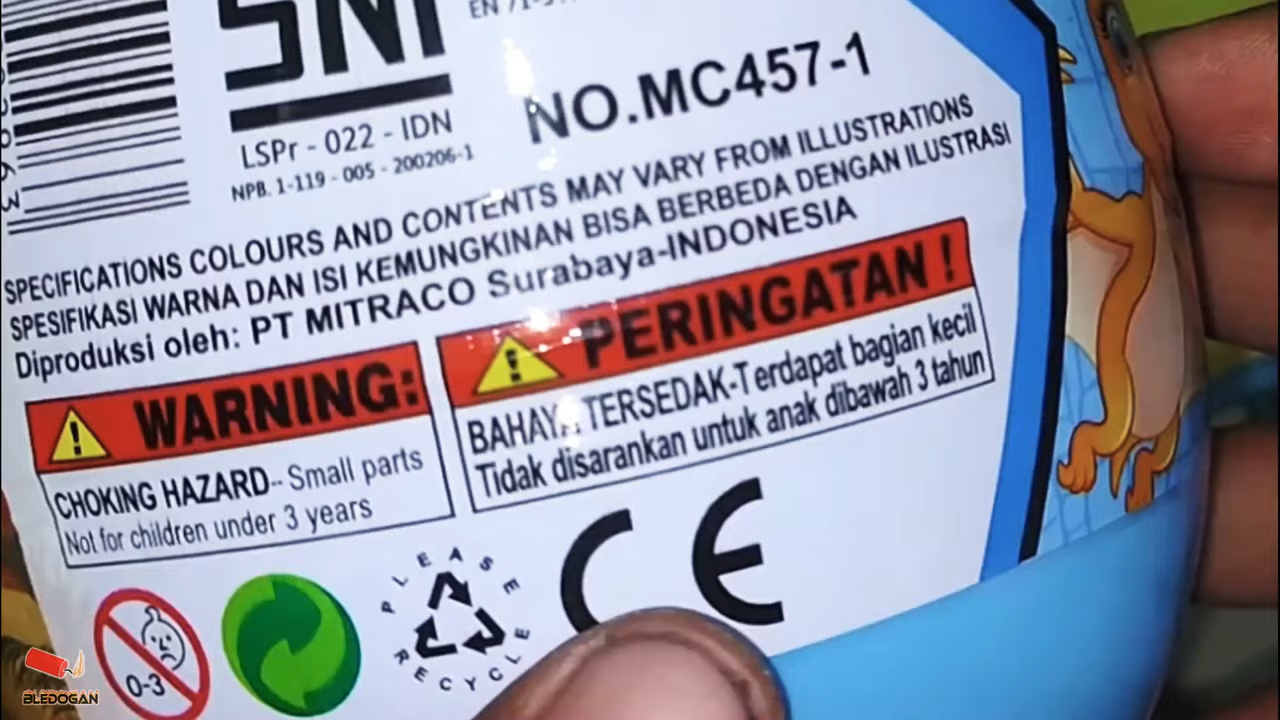 SNI
LSPr - 022 - IDN
NPB. 1-119 - 005 - 200206-1
NO.MC457-1
SPECIFICATIONS COLOURS AND CONTENTS MAY VARY FROM ILLUSTRATIONS
SPESIFIKASI WARNA DAN ISI KEMUNGKINAN BISA BERBEDA DENGAN ILUSTRASI
Diproduksi oleh: PT MITRACO Surabaya-INDONESIA
WARNING:
CHOKING HAZARD-- Small parts
Not for children under 3 years
PERINGATAN !
BAHAYA TERSEDAK-Terdapat bagian kecil
Tidak disarankan untuk anak dibawah 3 tahun
0-3
PLEASE
RECYCLE
CE
BLEDOGAN